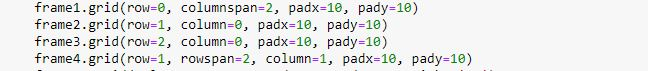 frame1.grid(row=0, columnspan=2, padx=10, pady=10)
frame2.grid(row=1, column=0, padx=10, pady=10)
frame3.grid(row=2, column=0, padx=10, pady=10)
frame4.grid(row=1, rowspan=2, column=1, padx=10, pady=10)